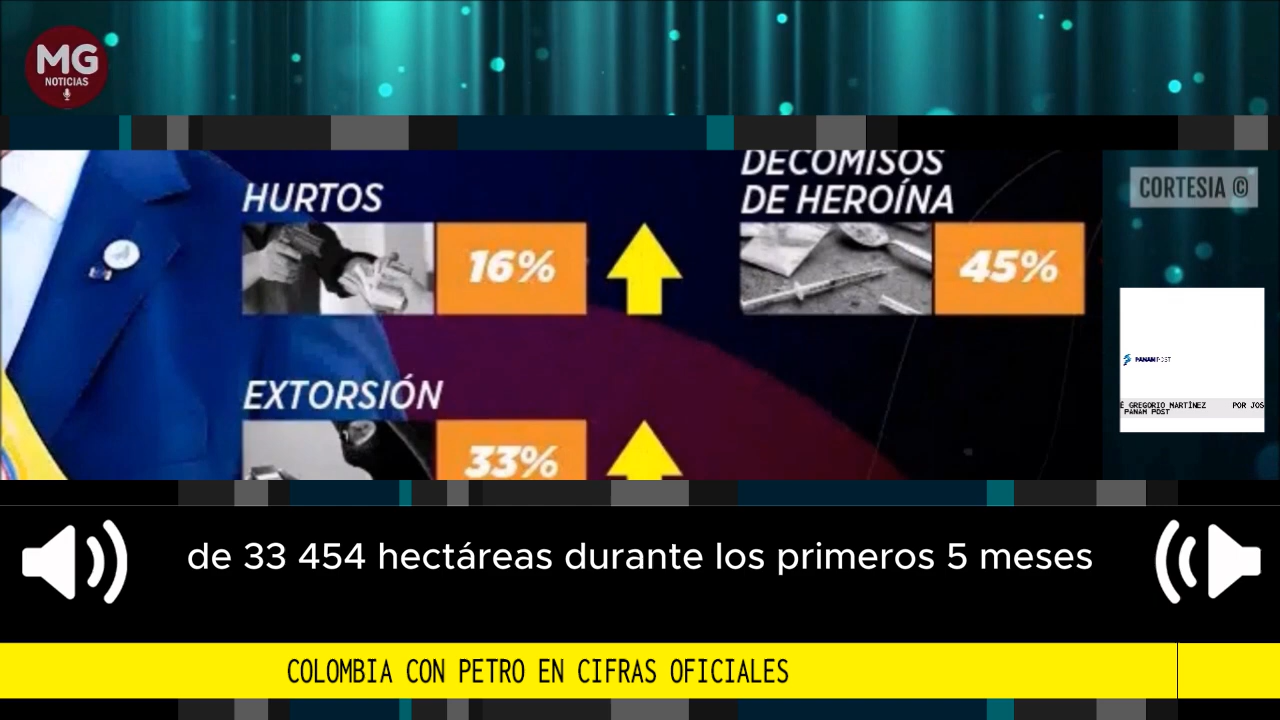 MG
NOTICIAS
HURTOS
16%
EXTORSIÓN
33%
DECOMISOS
DE HEROÍNA
45%
CORTESIA ©
PANAM POST
É GREGORIO MARTÍNEZ POR JOS
PANAM POST
de 33 454 hectáreas durante los primeros 5 meses
COLOMBIA CON PETRO EN CIFRAS OFICIALES